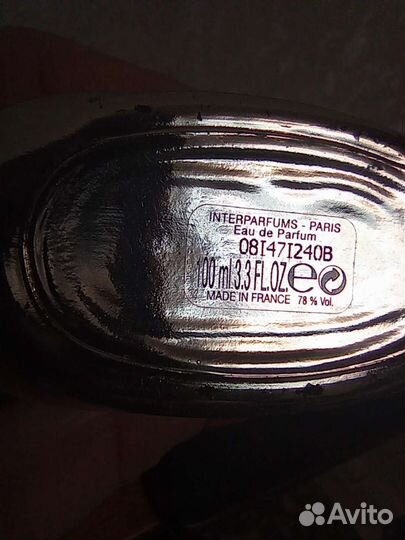 INTERPARFUMS - PARIS
Eau de Parfum
08I47I240B
100 ml 3.3 FL.OZ. e
MADE IN FRANCE 78 % Vol.
Avito